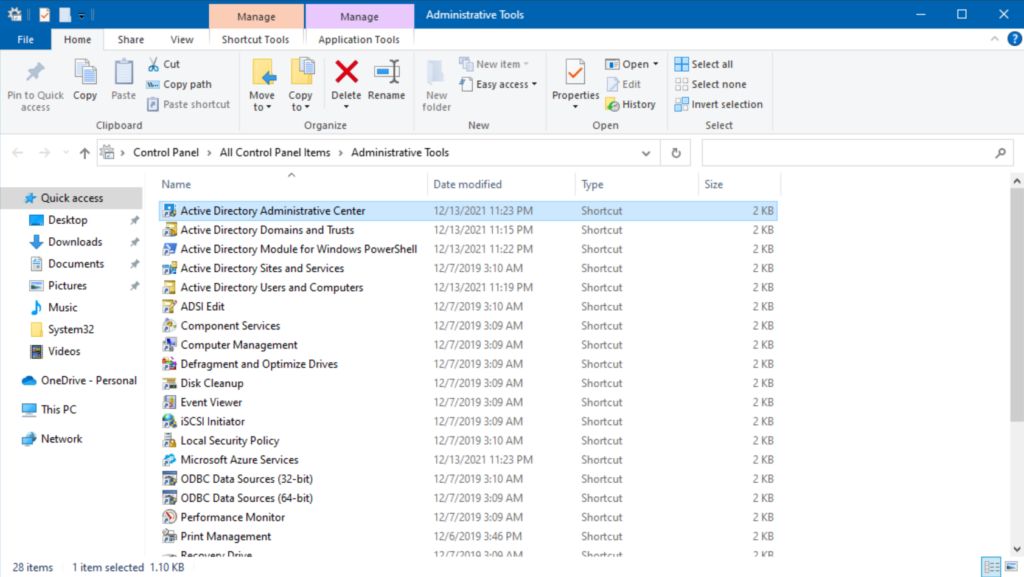 Manage Manage Administrative Tools
File Home Share View Shortcut Tools Application Tools
Pin to Quick access
Copy
Paste
Cut
Copy path
Paste shortcut
Clipboard
Move to
Copy to
Delete
Rename
Organize
New folder
New item
Easy access
New
Properties
Open
Edit
History
Open
Select all
Select none
Invert selection
Select
Control Panel > All Control Panel Items > Administrative Tools
Quick access
Desktop
Downloads
Documents
Pictures
Music
System32
Videos
OneDrive - Personal
This PC
Network
Name Date modified Type Size
Active Directory Administrative Center 12/13/2021 11:23 PM Shortcut 2 KB
Active Directory Domains and Trusts 12/13/2021 11:15 PM Shortcut 2 KB
Active Directory Module for Windows PowerShell 12/13/2021 11:22 PM Shortcut 2 KB
Active Directory Sites and Services 12/7/2019 3:10 AM Shortcut 2 KB
Active Directory Users and Computers 12/13/2021 11:19 PM Shortcut 2 KB
ADSI Edit 12/7/2019 3:10 AM Shortcut 2 KB
Component Services 12/7/2019 3:09 AM Shortcut 2 KB
Computer Management 12/7/2019 3:09 AM Shortcut 2 KB
Defragment and Optimize Drives 12/7/2019 3:09 AM Shortcut 2 KB
Disk Cleanup 12/7/2019 3:09 AM Shortcut 2 KB
Event Viewer 12/7/2019 3:09 AM Shortcut 2 KB
iSCSI Initiator 12/7/2019 3:09 AM Shortcut 2 KB
Local Security Policy 12/7/2019 3:10 AM Shortcut 2 KB
Microsoft Azure Services 12/13/2021 11:23 PM Shortcut 2 KB
ODBC Data Sources (32-bit) 12/7/2019 3:10 AM Shortcut 2 KB
ODBC Data Sources (64-bit) 12/7/2019 3:09 AM Shortcut 2 KB
Performance Monitor 12/7/2019 3:09 AM Shortcut 2 KB
Print Management 12/6/2019 3:46 PM Shortcut 2 KB
Recovery Drive 12/7/2019 3:09 AM Shortcut 2 KB
28 items 1 item selected 1.10 KB